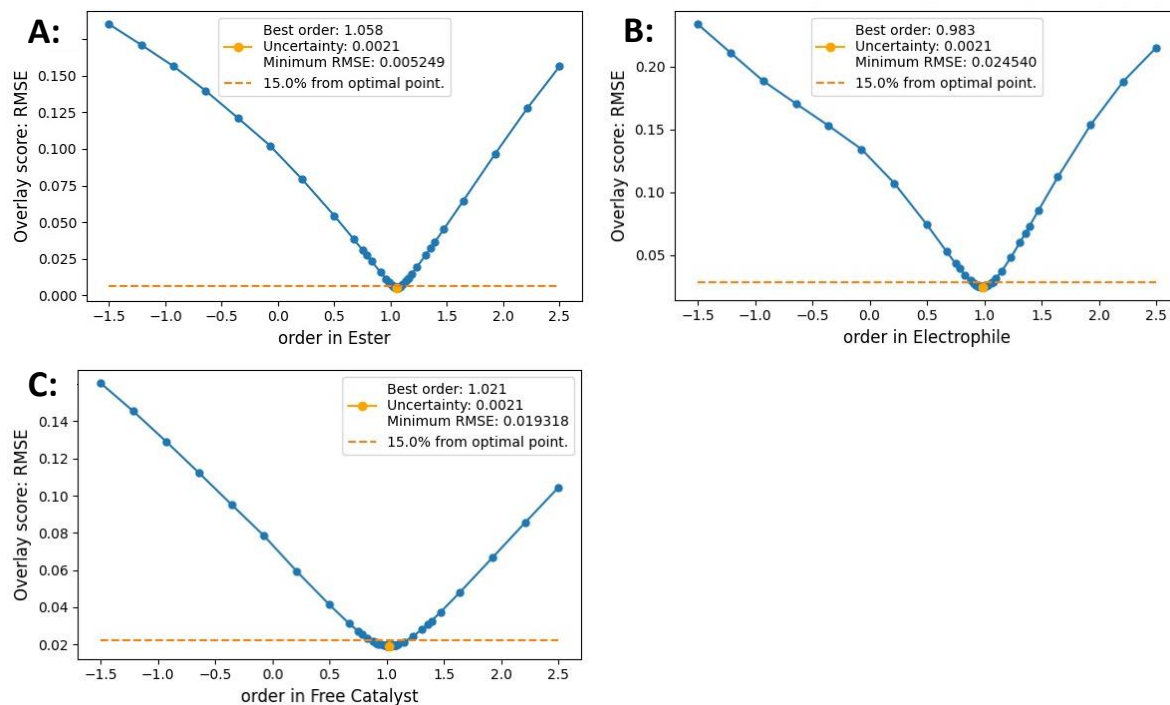 A:
Best order: 1.058
Uncertainty: 0.0021
Minimum RMSE: 0.005249
15.0% from optimal point.
Overlay score: RMSE
0.150
0.125
0.100
0.075
0.050
0.025
0.000
−1.5 −1.0 −0.5 0.0 0.5 1.0 1.5 2.0 2.5
order in Ester
B:
Best order: 0.983
Uncertainty: 0.0021
Minimum RMSE: 0.024540
15.0% from optimal point.
Overlay score: RMSE
0.20
0.15
0.10
0.05
−1.5 −1.0 −0.5 0.0 0.5 1.0 1.5 2.0 2.5
order in Electrophile
C:
Best order: 1.021
Uncertainty: 0.0021
Minimum RMSE: 0.019318
15.0% from optimal point.
Overlay score: RMSE
0.14
0.12
0.10
0.08
0.06
0.04
0.02
−1.5 −1.0 −0.5 0.0 0.5 1.0 1.5 2.0 2.5
order in Free Catalyst